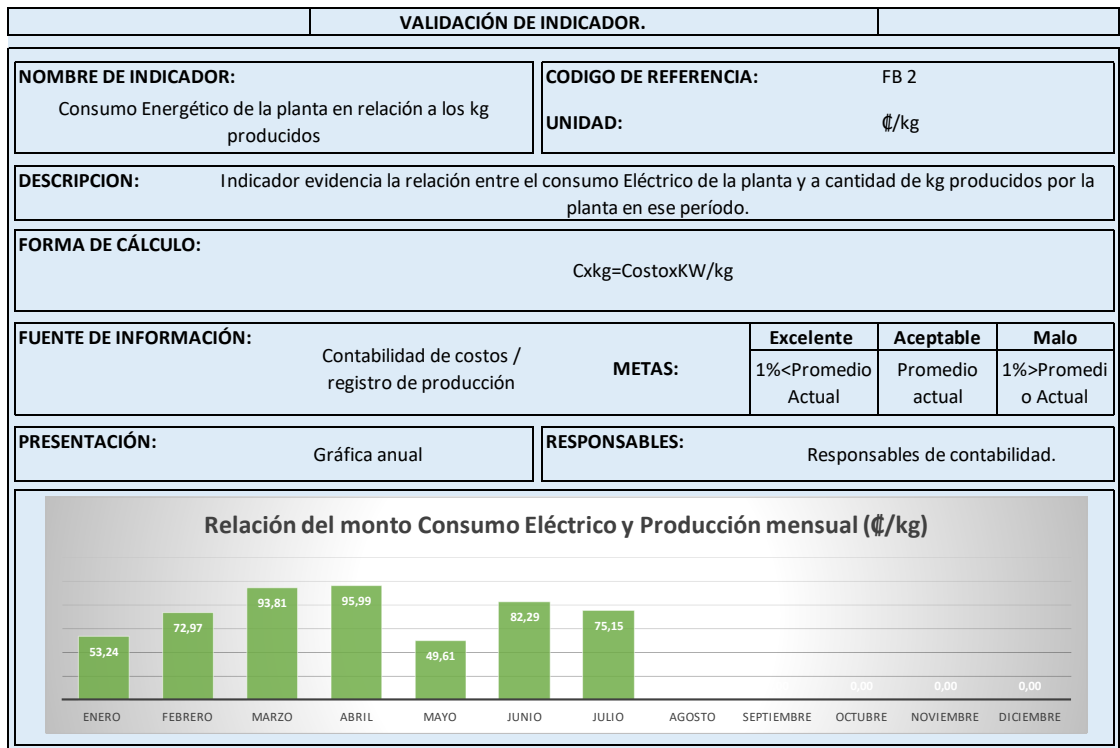 VALIDACIÓN DE INDICADOR.
NOMBRE DE INDICADOR:
Consumo Energético de la planta en relación a los kg
producidos
CODIGO DE REFERENCIA: FB 2
UNIDAD: ₡/kg
DESCRIPCION: Indicador evidencia la relación entre el consumo Eléctrico de la planta y a cantidad de kg producidos por la
planta en ese período.
FORMA DE CÁLCULO:
Cxkg=CostoxKW/kg
FUENTE DE INFORMACIÓN:
Contabilidad de costos /
registro de producción
METAS:
Excelente Aceptable Malo
1%<Promedio Promedio 1%>Promedi
Actual actual o Actual
PRESENTACIÓN:
Gráfica anual
RESPONSABLES:
Responsables de contabilidad.
Relación del monto Consumo Eléctrico y Producción mensual (₡/kg)
53,24 72,97 93,81 95,99 49,61 82,29 75,15 0,00 0,00 0,00
ENERO FEBRERO MARZO ABRIL MAYO JUNIO JULIO AGOSTO SEPTIEMBRE OCTUBRE NOVIEMBRE DICIEMBRE